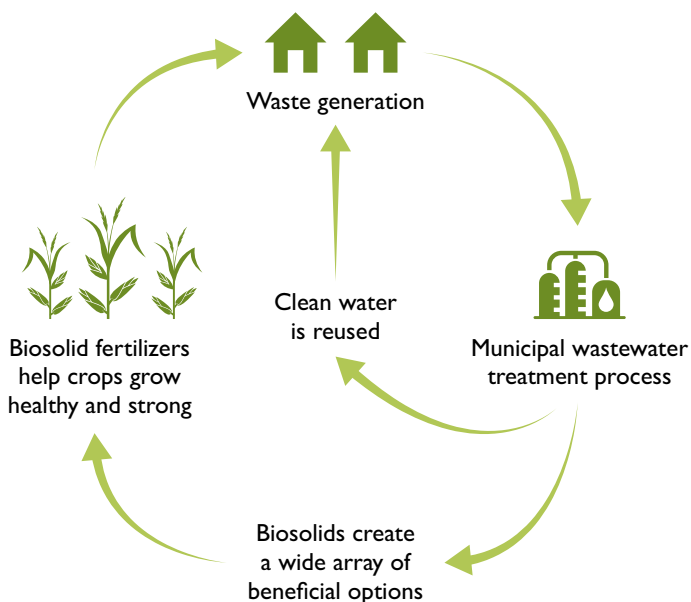 Waste generation
Clean water
is reused
Municipal wastewater
treatment process
Biosolid fertilizers
help crops grow
healthy and strong
Biosolids create
a wide array of
beneficial options